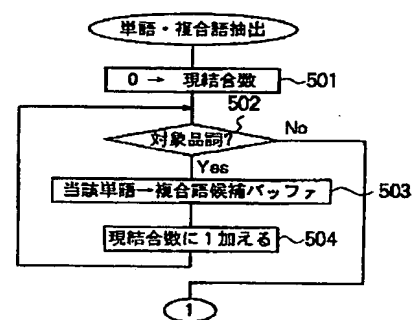 単語・複合語抽出
0 → 現結合数
501
502
対象品詞?
No
Yes
当該単語→複合語候補バッファ
503
現結合数に1加える
504
1